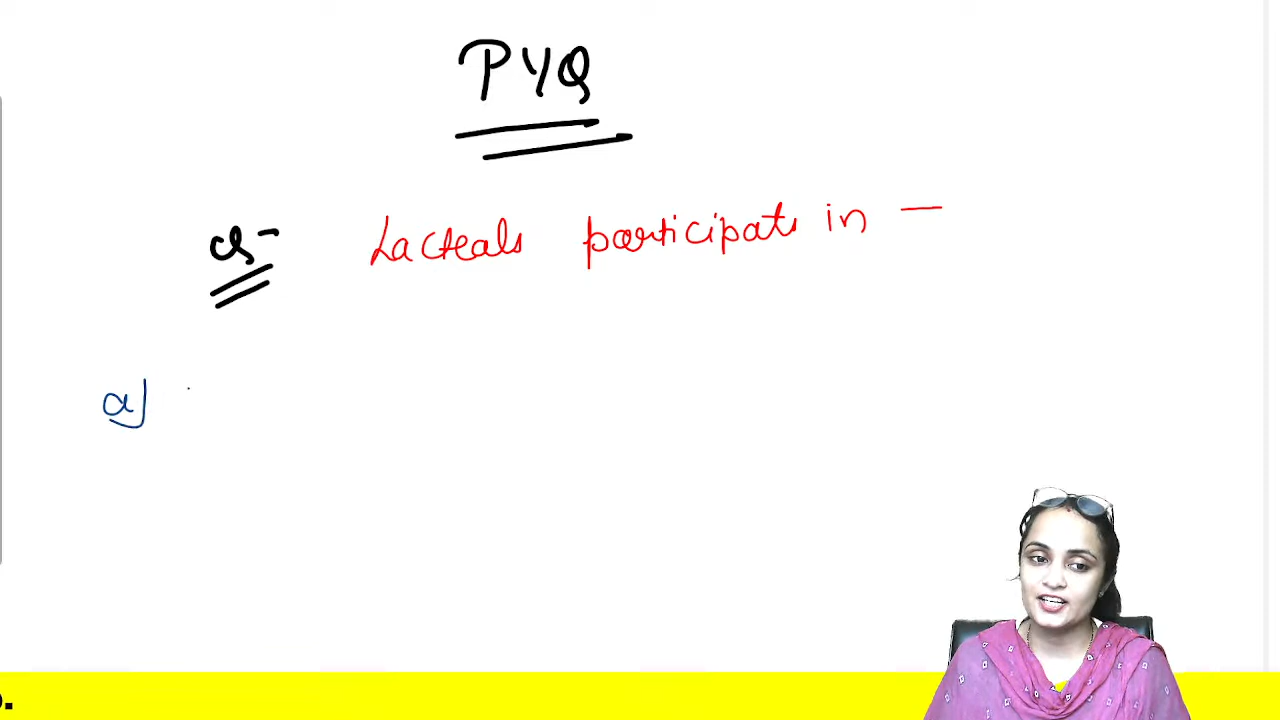 PYQ
Q- Lacteals participate in —
a)